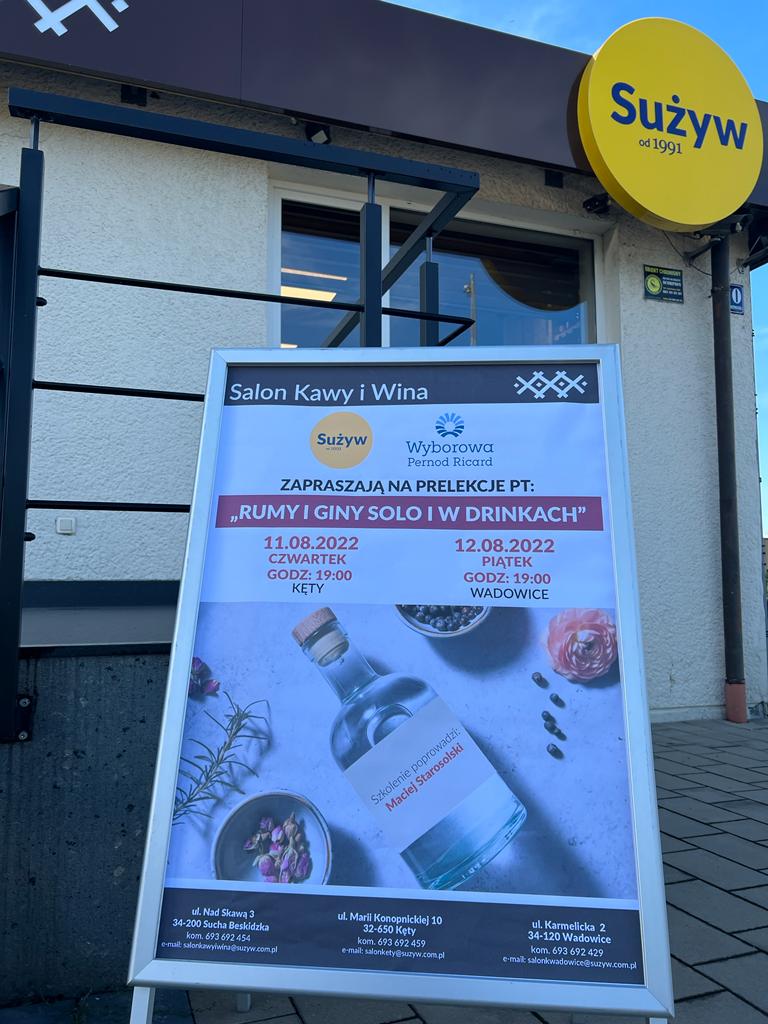 Sużyw
od 1991
Salon Kawy i Wina
Sużyw
od 1991
Wyborowa
Pernod Ricard
ZAPRASZAJĄ NA PRELEKCJE PT:
„RUMY I GINY SOLO I W DRINKACH”
11.08.2022
CZWARTEK
GODZ: 19:00
KĘTY
12.08.2022
PIĄTEK
GODZ: 19:00
WADOWICE
Szkolenie poprowadzi:
Maciej Starosolski
ul. Nad Skawą 3
34-200 Sucha Beskidzka
kom. 693 692 454
e-mail: salonkawyiwina@suzyw.com.pl
ul. Marii Konopnickiej 10
32-650 Kęty
kom. 693 692 459
e-mail: salonkety@suzyw.com.pl
ul. Karmelicka 2
34-120 Wadowice
kom. 693 692 429
e-mail: salonkwadowice@suzyw.com.pl